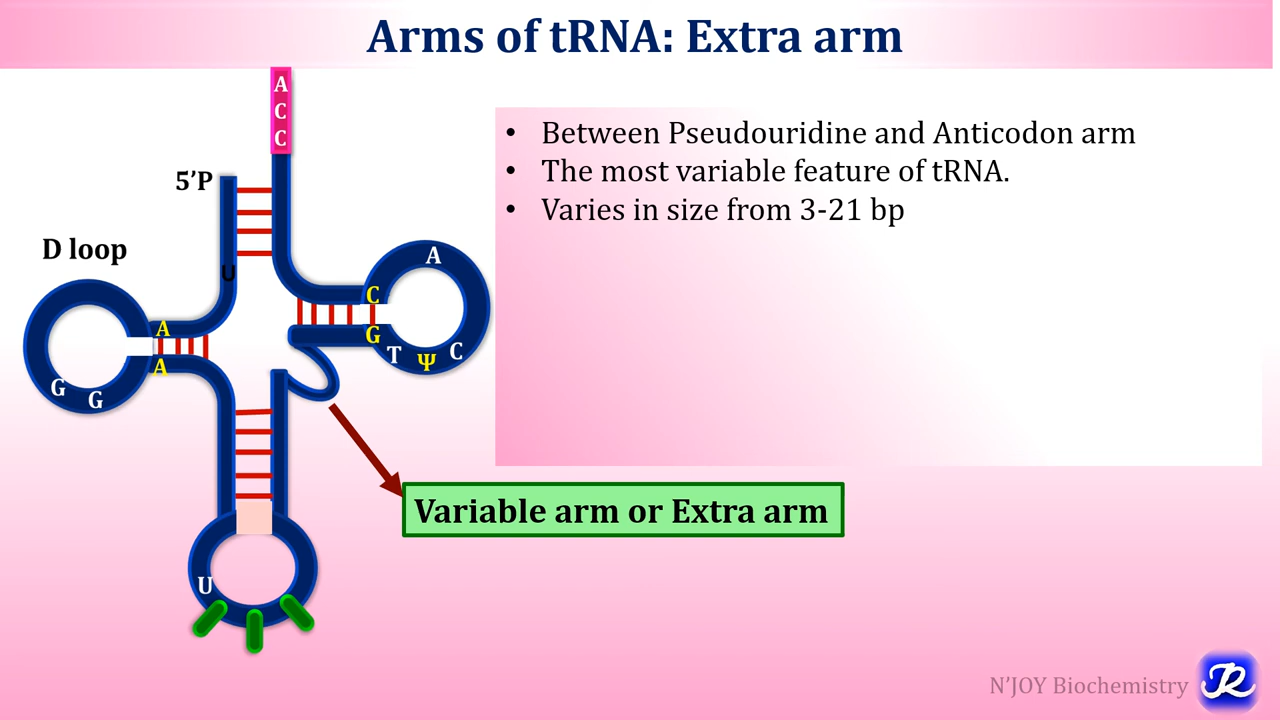 Arms of tRNA: Extra arm
A
C
C
5’P
D loop
U
A
A
G
G
C
G
A
T
Ψ
C
U
• Between Pseudouridine and Anticodon arm
• The most variable feature of tRNA.
• Varies in size from 3-21 bp
Variable arm or Extra arm
N’JOY Biochemistry